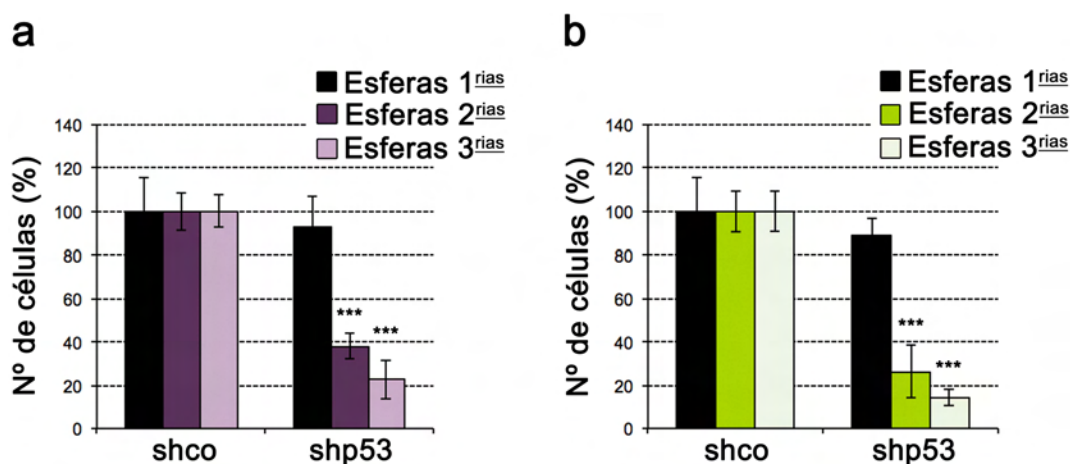 a
Esferas 1rias
Esferas 2rias
Esferas 3rias
Nº de células (%)
140
120
100
80
60
40
20
0
***
***
shco
shp53
b
Esferas 1rias
Esferas 2rias
Esferas 3rias
Nº de células (%)
140
120
100
80
60
40
20
0
***
***
shco
shp53